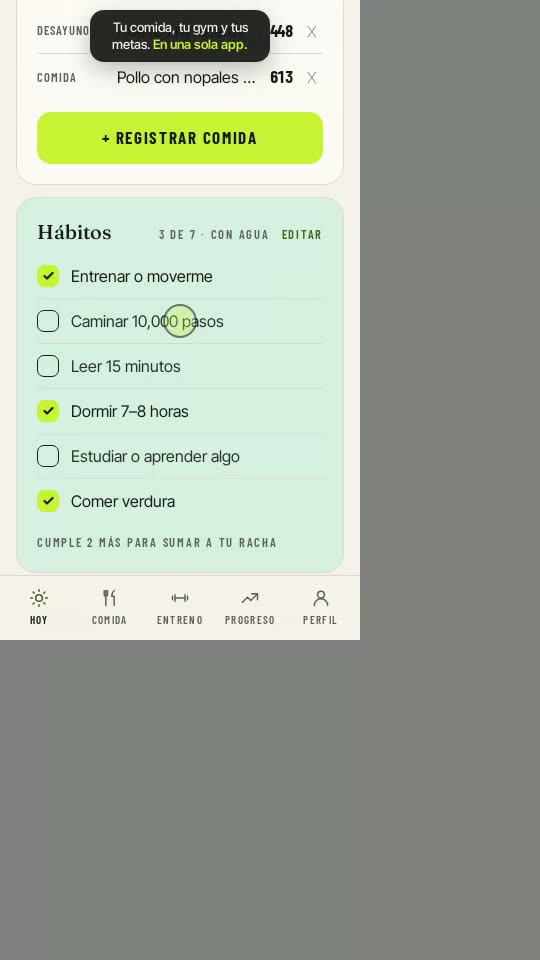 Tu comida, tu gym y tus
metas. En una sola app.
DESAYUNO 448 X
COMIDA Pollo con nopales ... 613 X
+ REGISTRAR COMIDA
Hábitos 3 DE 7 · CON AGUA EDITAR
Entrenar o moverme
Caminar 10,000 pasos
Leer 15 minutos
Dormir 7–8 horas
Estudiar o aprender algo
Comer verdura
CUMPLE 2 MÁS PARA SUMAR A TU RACHA
HOY COMIDA ENTRENO PROGRESO PERFIL